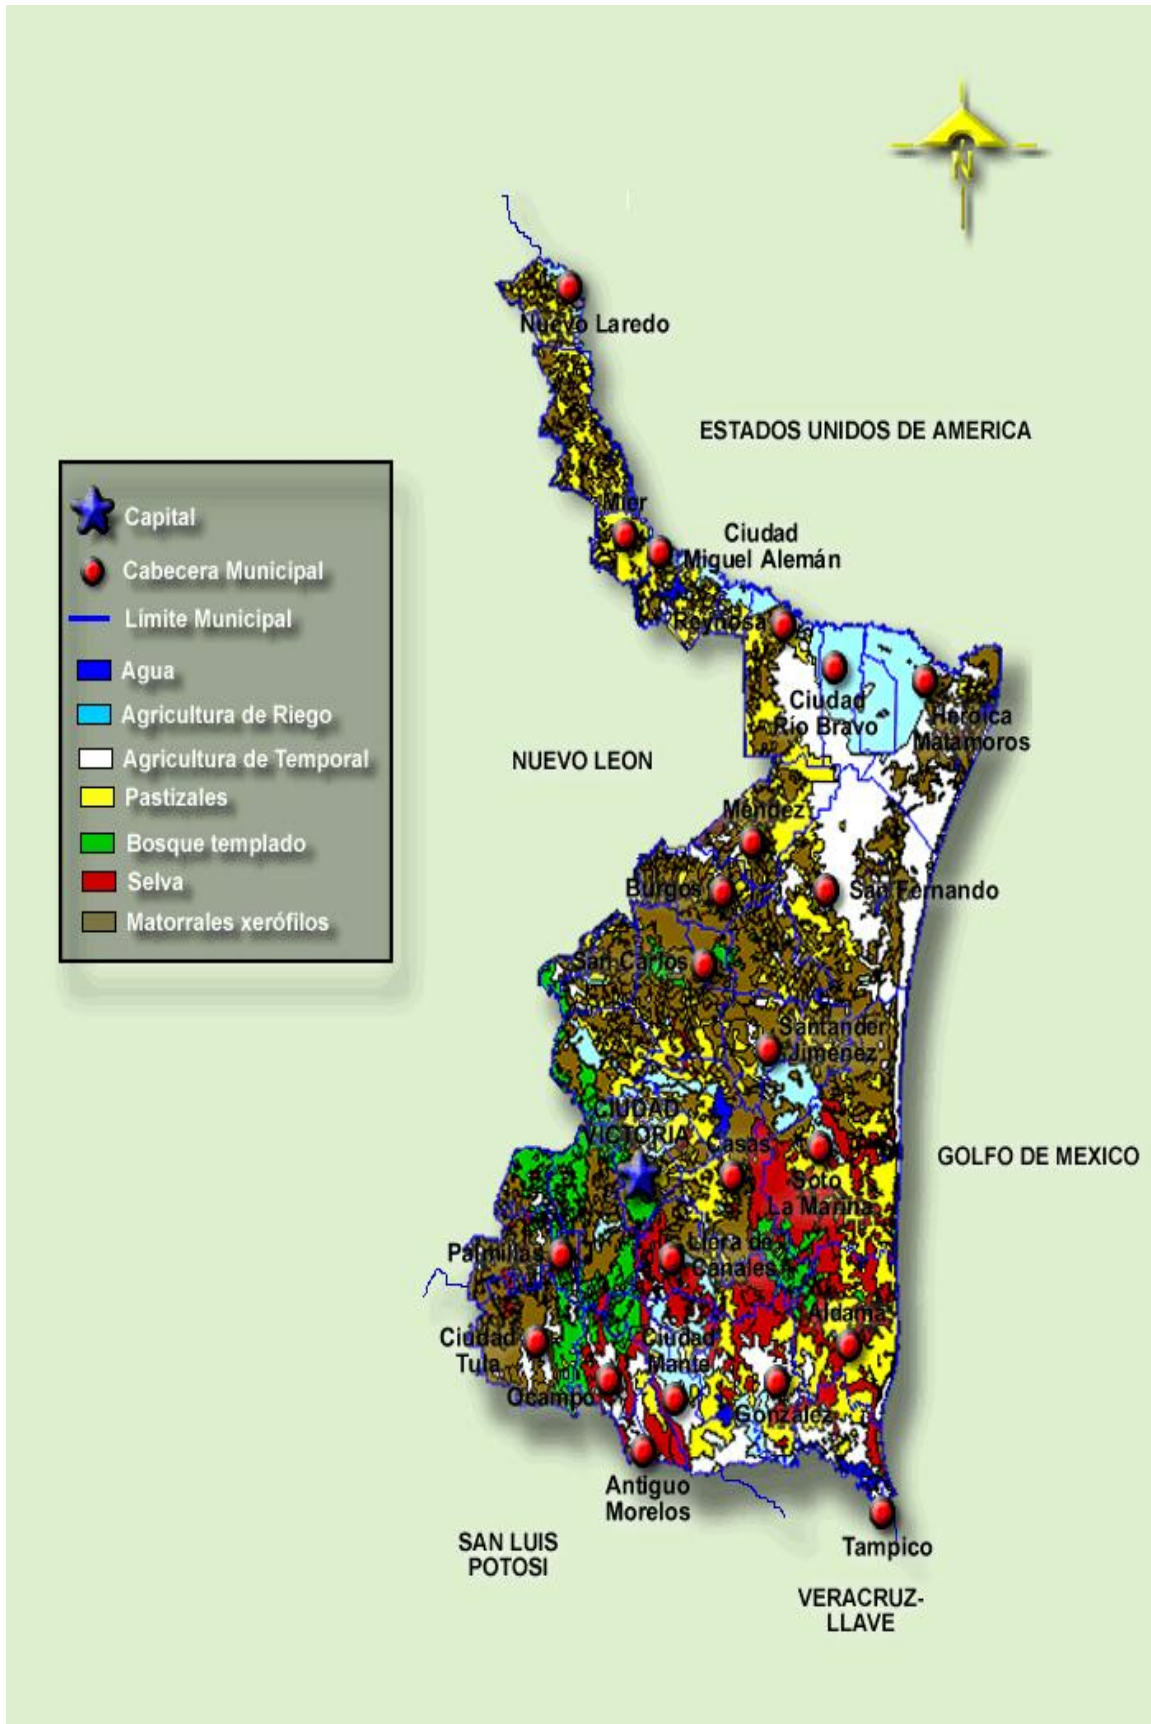 N
Nuevo Laredo
ESTADOS UNIDOS DE AMERICA
Capital
Cabecera Municipal
Límite Municipal
Agua
Agricultura de Riego
Agricultura de Temporal
Pastizales
Bosque templado
Selva
Matorrales xerófilos
Mier
Ciudad
Miguel Alemán
Reynosa
Ciudad
Río Bravo
Heroica
Matamoros
NUEVO LEON
Méndez
Burgos
San Fernando
San Carlos
Santander
Jiménez
CIUDAD
VICTORIA
Casas
Soto
La Marina
GOLFO DE MEXICO
Palmillas
Llera de
Canales
Aldama
Ciudad
Tula
Ciudad
Mante
Ocampo
González
Antiguo
Morelos
SAN LUIS
POTOSI
Tampico
VERACRUZ-
LLAVE